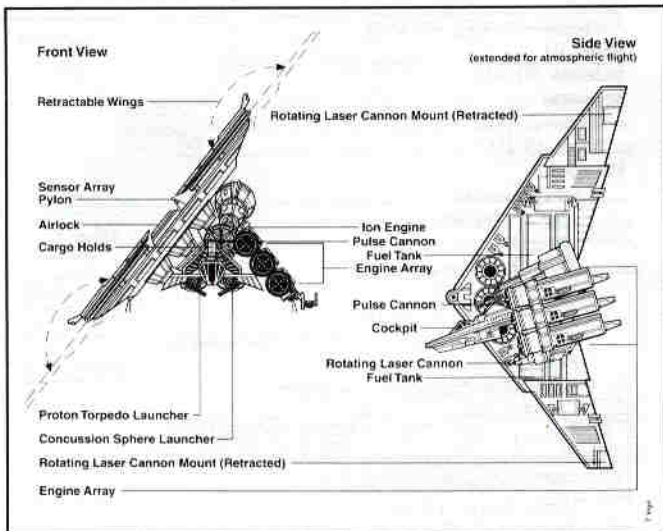 Front View
Side View
(extended for atmospheric flight)
Retractable Wings
Rotating Laser Cannon Mount (Retracted)
Sensor Array
Pylon
Airlock
Cargo Holds
Ion Engine
Pulse Cannon
Fuel Tank
Engine Array
Pulse Cannon
Cockpit
Rotating Laser Cannon
Fuel Tank
Proton Torpedo Launcher
Concussion Sphere Launcher
Rotating Laser Cannon Mount (Retracted)
Engine Array